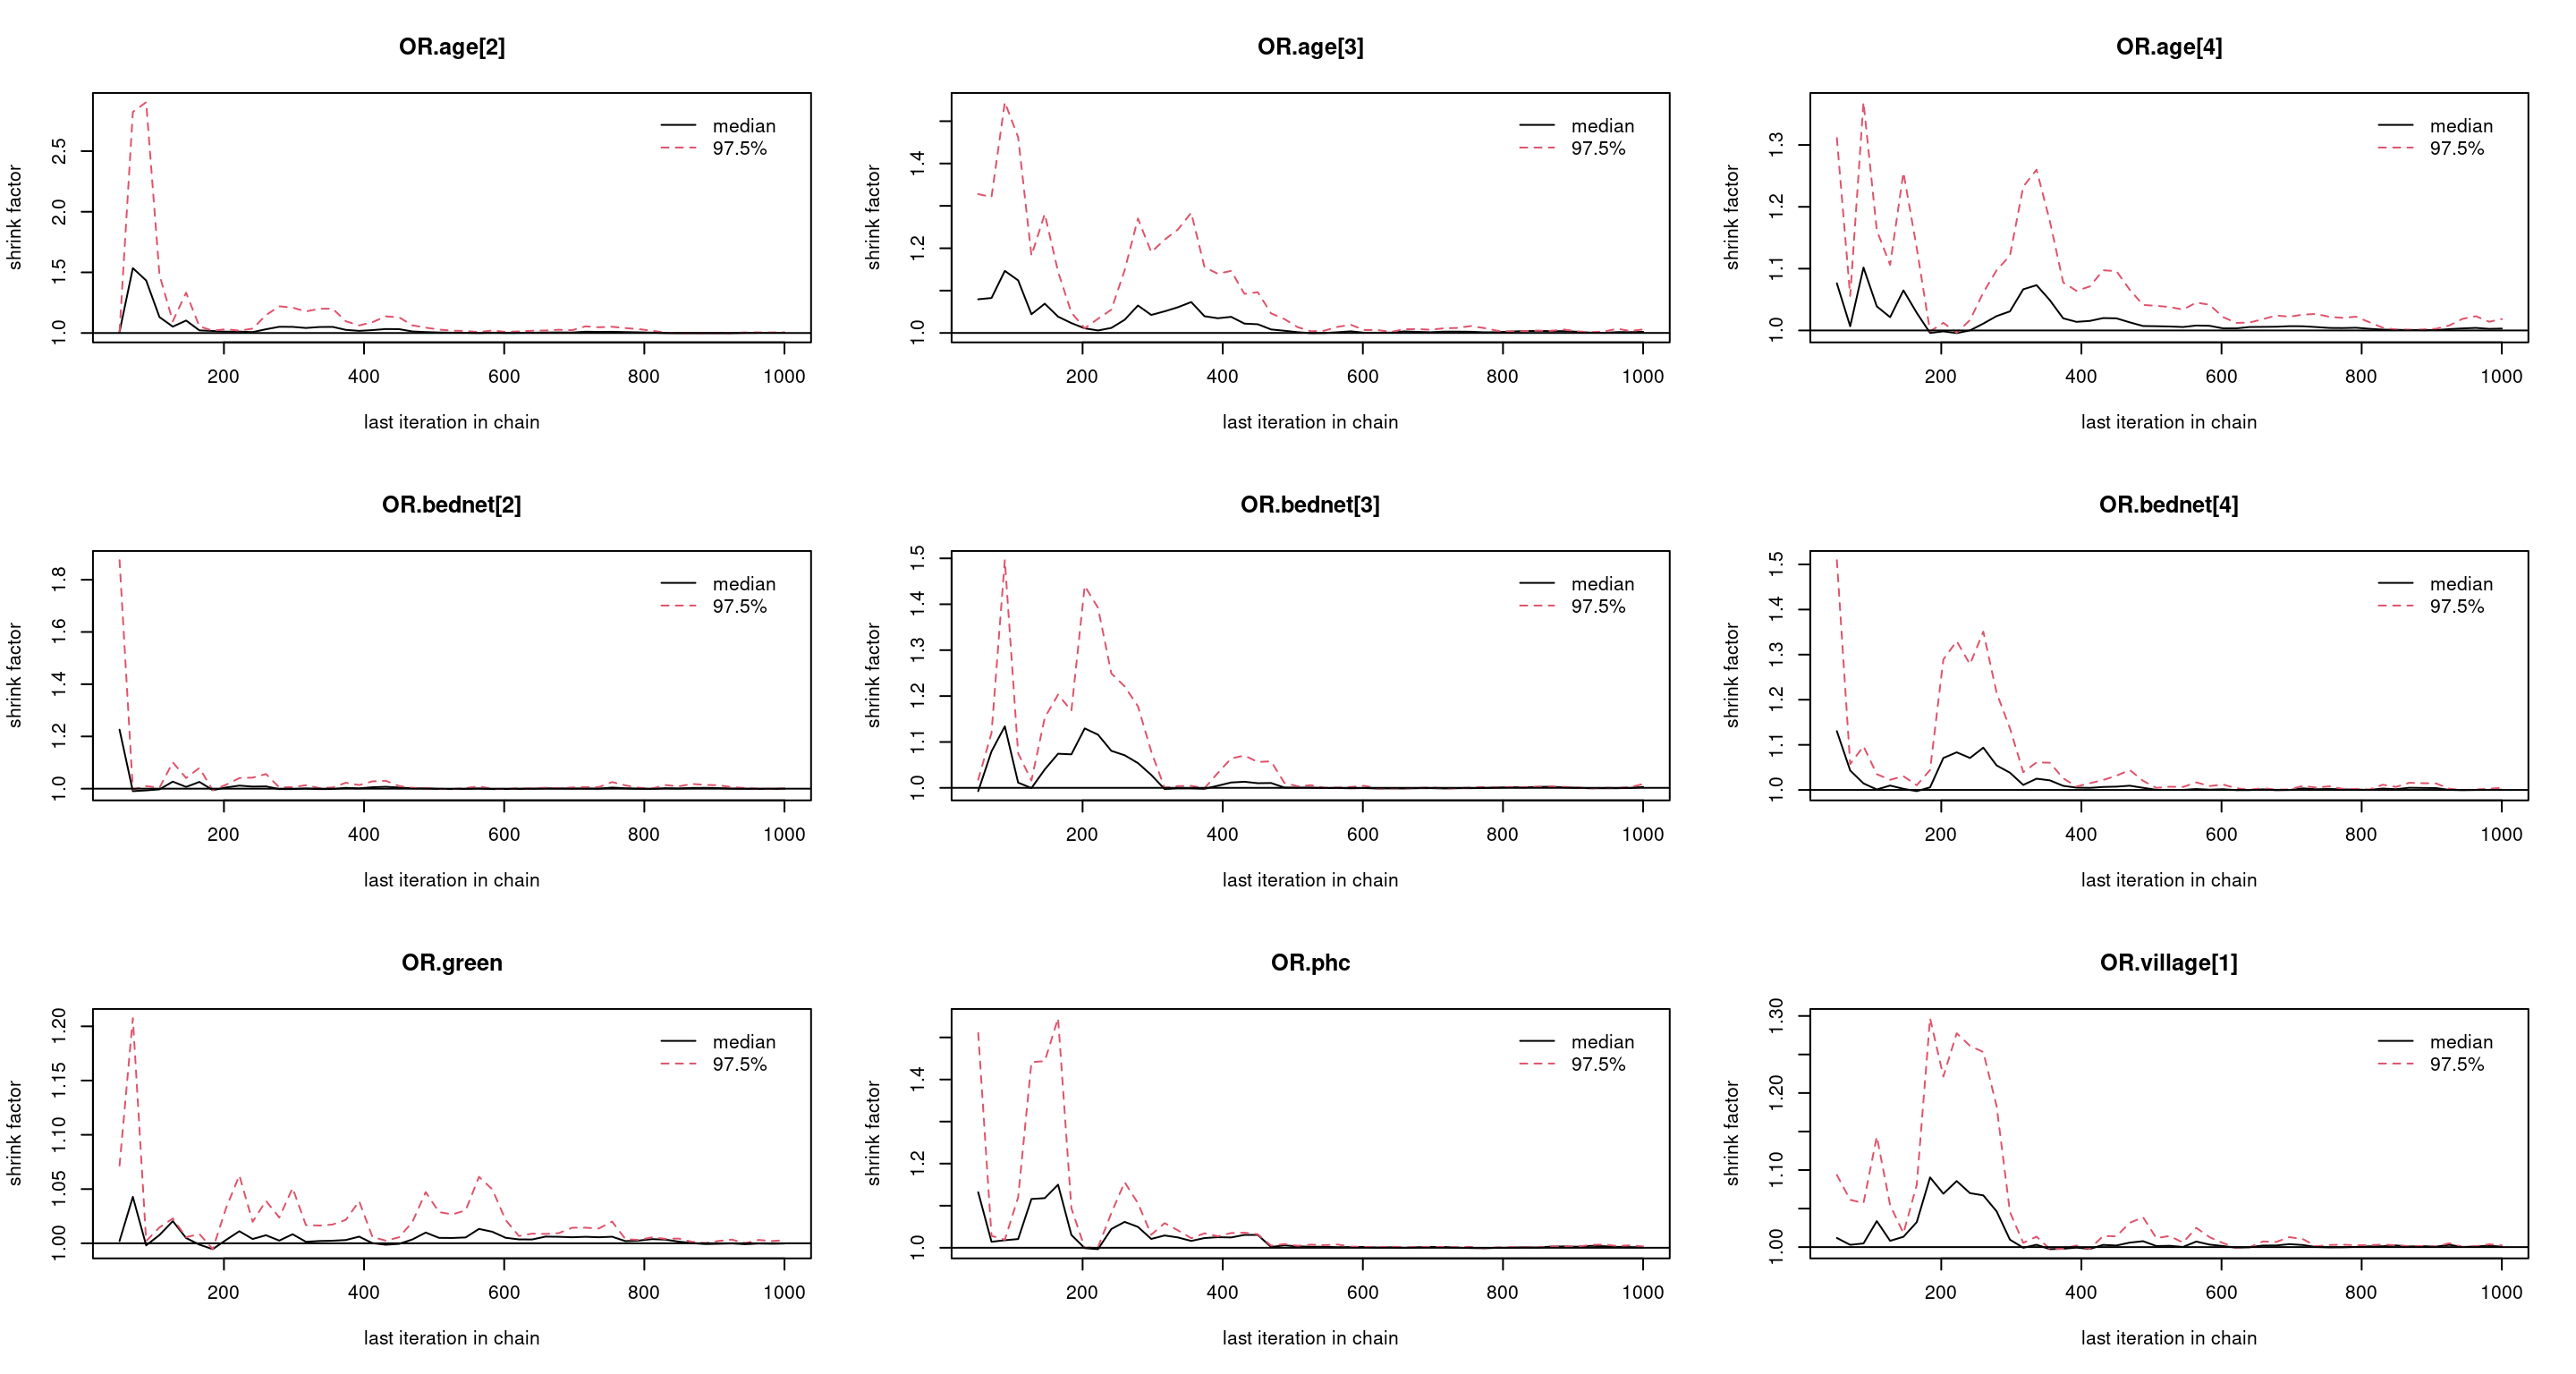 OR.age[2]
shrink factor
2.5
2.0
1.5
1.0
median
97.5%
200 400 600 800 1000
last iteration in chain
OR.age[3]
shrink factor
1.4
1.2
1.0
median
97.5%
200 400 600 800 1000
last iteration in chain
OR.age[4]
shrink factor
1.3
1.2
1.1
1.0
median
97.5%
200 400 600 800 1000
last iteration in chain
OR.bednet[2]
shrink factor
1.8
1.6
1.4
1.2
1.0
median
97.5%
200 400 600 800 1000
last iteration in chain
OR.bednet[3]
shrink factor
1.5
1.4
1.3
1.2
1.1
1.0
median
97.5%
200 400 600 800 1000
last iteration in chain
OR.bednet[4]
shrink factor
1.5
1.4
1.3
1.2
1.1
1.0
median
97.5%
200 400 600 800 1000
last iteration in chain
OR.green
shrink factor
1.20
1.15
1.10
1.05
1.00
median
97.5%
200 400 600 800 1000
last iteration in chain
OR.phc
shrink factor
1.4
1.2
1.0
median
97.5%
200 400 600 800 1000
last iteration in chain
OR.village[1]
shrink factor
1.30
1.20
1.10
1.00
median
97.5%
200 400 600 800 1000
last iteration in chain